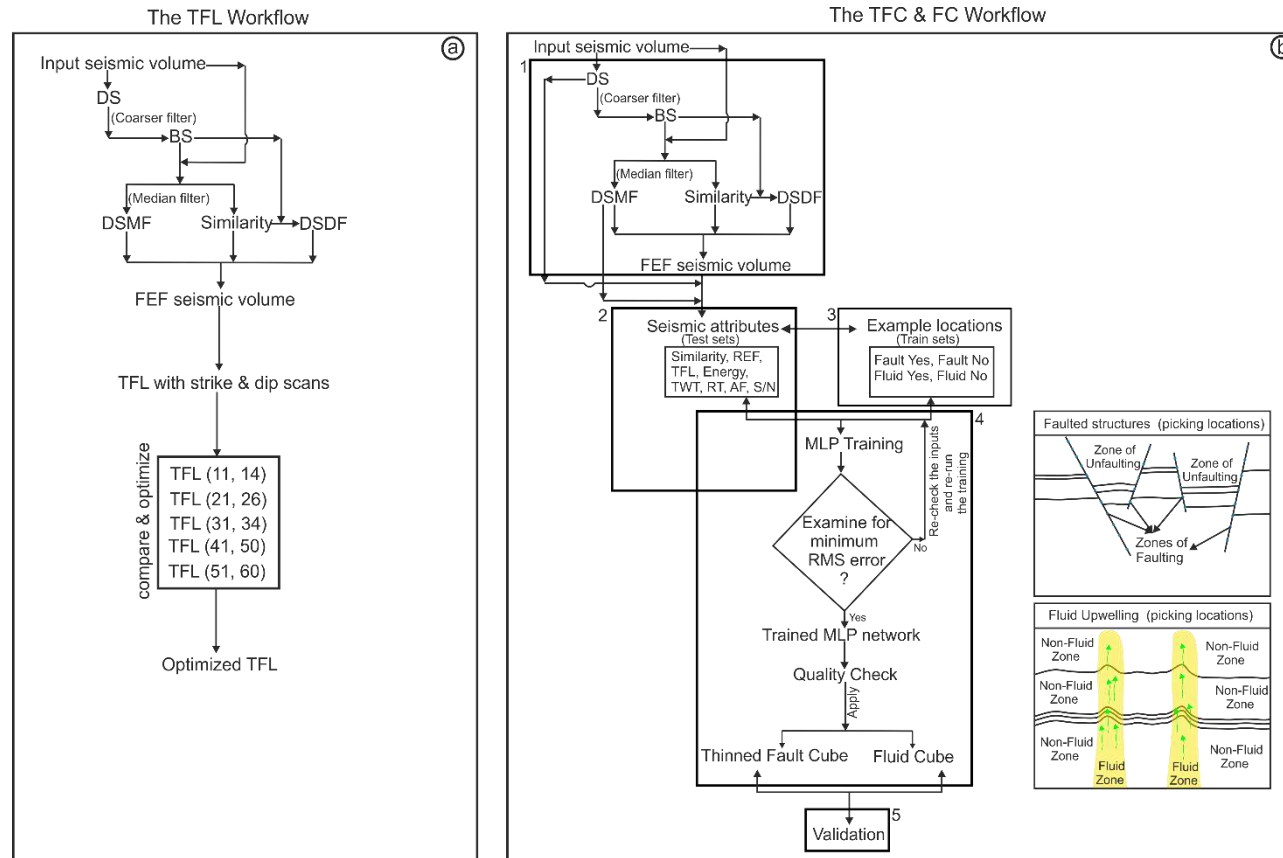 The TFL Workflow
a
Input seismic volume
DS
(Coarser filter)
BS
(Median filter)
DSMF
Similarity
DSDF
FEF seismic volume
TFL with strike & dip scans
compare & optimize
TFL (11, 14)
TFL (21, 26)
TFL (31, 34)
TFL (41, 50)
TFL (51, 60)
Optimized TFL
The TFC & FC Workflow
b
Input seismic volume
1
DS
(Coarser filter)
BS
(Median filter)
DSMF
Similarity
DSDF
FEF seismic volume
2
Seismic attributes
(Test sets)
Similarity, REF,
TFL, Energy,
TWT, RT, AF, S/N
3
Example locations
(Train sets)
Fault Yes, Fault No
Fluid Yes, Fluid No
4
MLP Training
Examine for
minimum
RMS error
?
No
Re-check the inputs
and re-run
the training
Yes
Trained MLP network
Quality Check
Apply
Thinned Fault Cube
Fluid Cube
5
Validation
Faulted structures (picking locations)
Zone of
Unfaulting
Zone of
Unfaulting
Zones of
Faulting
Fluid Upwelling (picking locations)
Non-Fluid
Zone
Non-Fluid
Zone
Non-Fluid
Zone
Non-Fluid
Zone
Non-Fluid
Zone
Non-Fluid
Zone
Fluid
Zone
Fluid
Zone